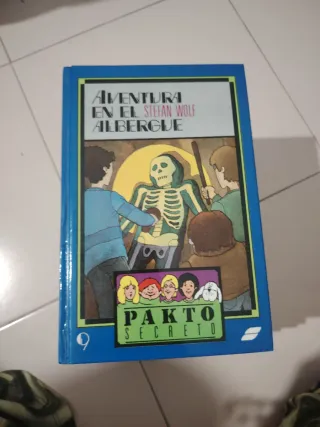 AVENTURA
EN EL STEFAN WOLF
ALBERGUE
PAKTO
SECRETO
9